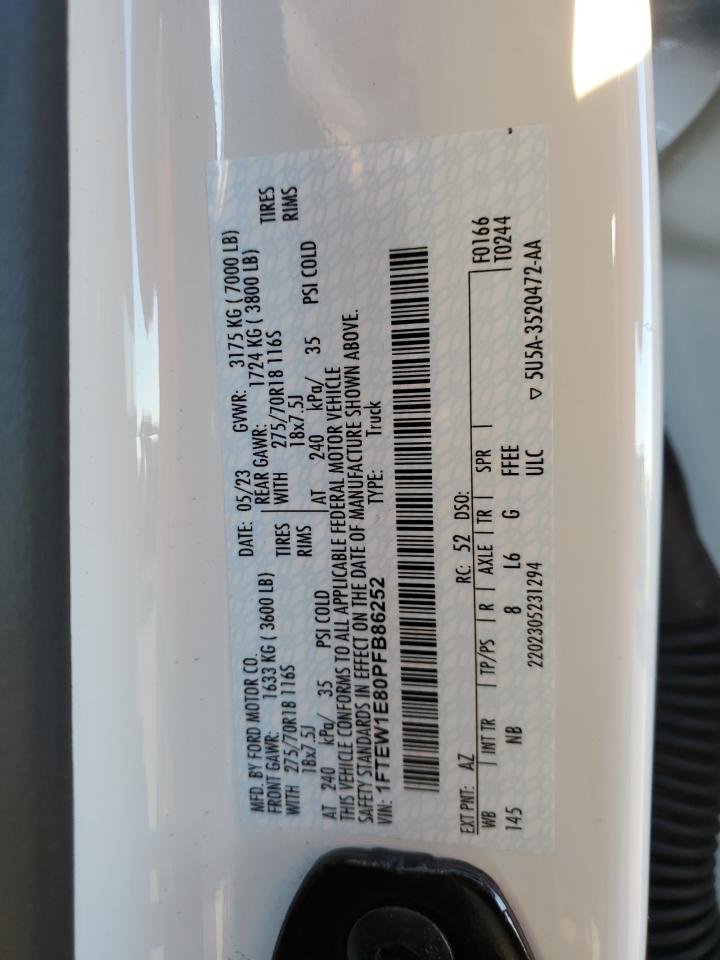 MFD. BY FORD MOTOR CO. DATE: 05/23 GVWR: 3175 KG ( 7000 LB)
FRONT GAWR: 1633 KG ( 3600 LB) REAR GAWR: 1724 KG ( 3800 LB)
WITH 275/70R18 116S TIRES WITH 275/70R18 116S TIRES
18x7.5J RIMS 18x7.5J RIMS
AT 240 kPa/ 35 PSI COLD AT 240 kPa/ 35 PSI COLD
THIS VEHICLE CONFORMS TO ALL APPLICABLE FEDERAL MOTOR VEHICLE
SAFETY STANDARDS IN EFFECT ON THE DATE OF MANUFACTURE SHOWN ABOVE.
VIN: 1FTEW1E80PFB86252 TYPE: Truck
EXT PNT: AZ RC: 52 DSO: F0166
WB INT TR TP/PS R AXLE TR SPR T0244
145 NB 8 L6 G FFEE
2202305231294 ULC ▽ 5U5A-3520472-AA